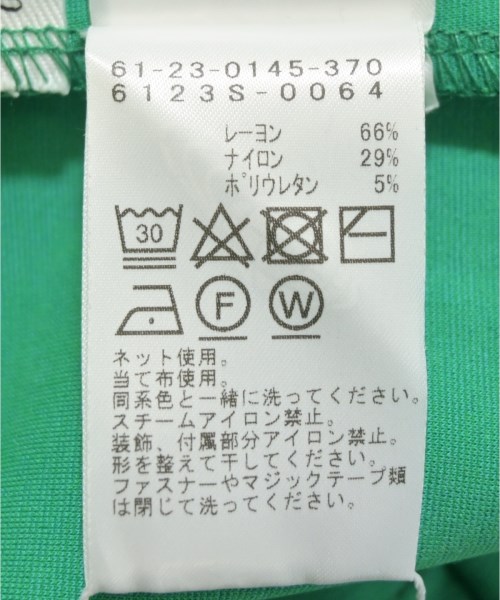 61-23-0145-370
6123S-0064
レーヨン 66%
ナイロン 29%
ポリウレタン 5%
30
F W
ネット使用。
当て布使用。
同系色と一緒に洗ってください。
スチームアイロン禁止。
装飾、付属部分アイロン禁止。
形を整えて干してください。
ファスナーやマジックテープ類
は閉じて洗ってください。